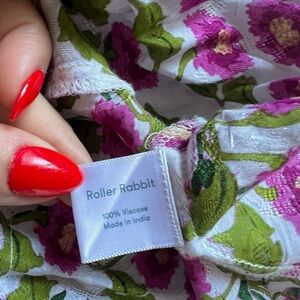 Roller Rabbit
100% Viscose
Made in India